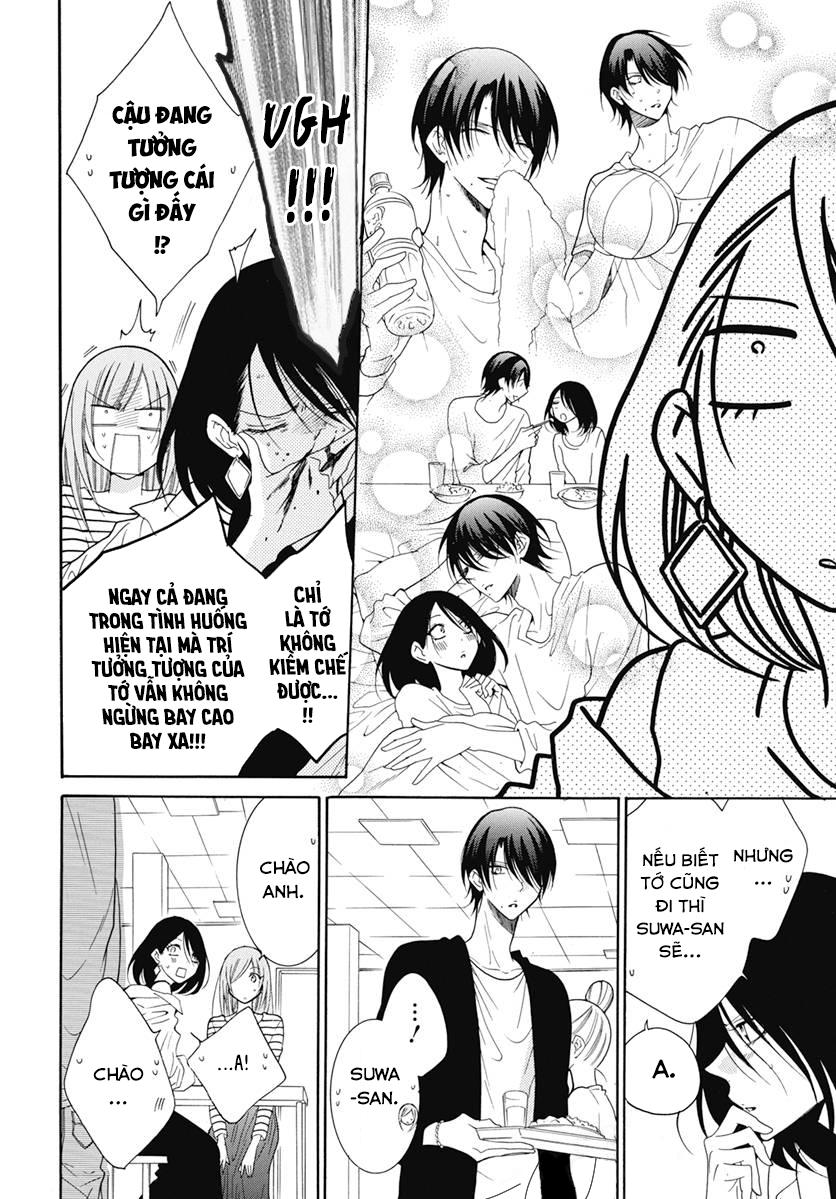 UGH
!!!
CẬU ĐANG
TƯỞNG
TƯỢNG CÁI
GÌ ĐẤY
!?
CHỈ
LÀ TỚ
KHÔNG
KIỀM CHẾ
ĐƯỢC...
!!
NGAY CẢ ĐANG
TRONG TÌNH HUỐNG
HIỆN TẠI MÀ TRÍ
TƯỞNG TƯỢNG CỦA
TỚ VẪN KHÔNG
NGỪNG BAY CAO
BAY XA!!!
NHƯNG
...
NẾU BIẾT
TỚ CŨNG
ĐI THÌ
SUWA-SAN
SẼ...
A.
...!
SUWA
-SAN.
CHÀO
ANH.
...A!
CHÀO
...